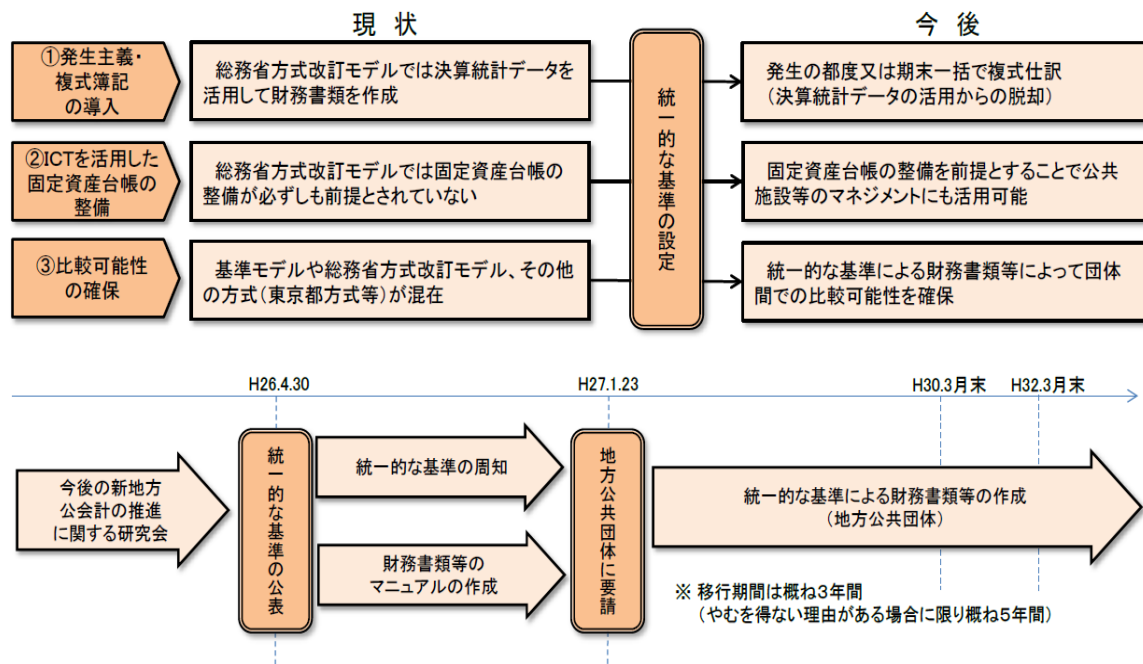 現 状
今 後
①発生主義・
複式簿記
の導入
総務省方式改訂モデルでは決算統計データを
活用して財務書類を作成
発生の都度又は期末一括で複式仕訳
（決算統計データの活用からの脱却）
②ICTを活用した
固定資産台帳の
整備
総務省方式改訂モデルでは固定資産台帳の
整備が必ずしも前提とされていない
固定資産台帳の整備を前提とすることで公共
施設等のマネジメントにも活用可能
③比較可能性
の確保
基準モデルや総務省方式改訂モデル、その他
の方式（東京都方式等）が混在
統一的な基準による財務書類等によって団体
間での比較可能性を確保
統一的な基準の設定
H26.4.30
H27.1.23
H30.3月末
H32.3月末
今後の新地方
公会計の推進
に関する研究会
統一的な基準の公表
統一的な基準の周知
財務書類等の
マニュアルの作成
地方公共団体に要請
統一的な基準による財務書類等の作成
（地方公共団体）
※ 移行期間は概ね3年間
（やむを得ない理由がある場合に限り概ね5年間）